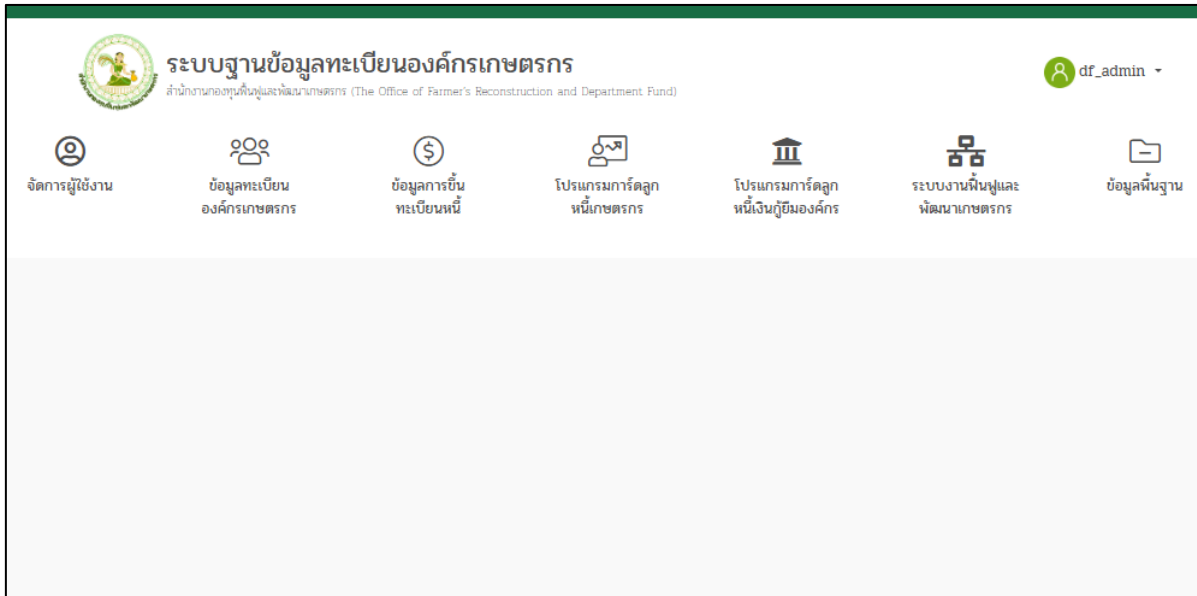 ระบบฐานข้อมูลทะเบียนองค์กรเกษตรกร
สำนักงานกองทุนฟื้นฟูและพัฒนาเกษตรกร (The Office of Farmer's Reconstruction and Department Fund)
df_admin
จัดการผู้ใช้งาน
ข้อมูลทะเบียน
องค์กรเกษตรกร
ข้อมูลการขึ้น
ทะเบียนหนี้
โปรแกรมการ์ดลูก
หนี้เกษตรกร
โปรแกรมการ์ดลูก
หนี้เงินกู้ยืมองค์กร
ระบบงานฟื้นฟูและ
พัฒนาเกษตรกร
ข้อมูลพื้นฐาน